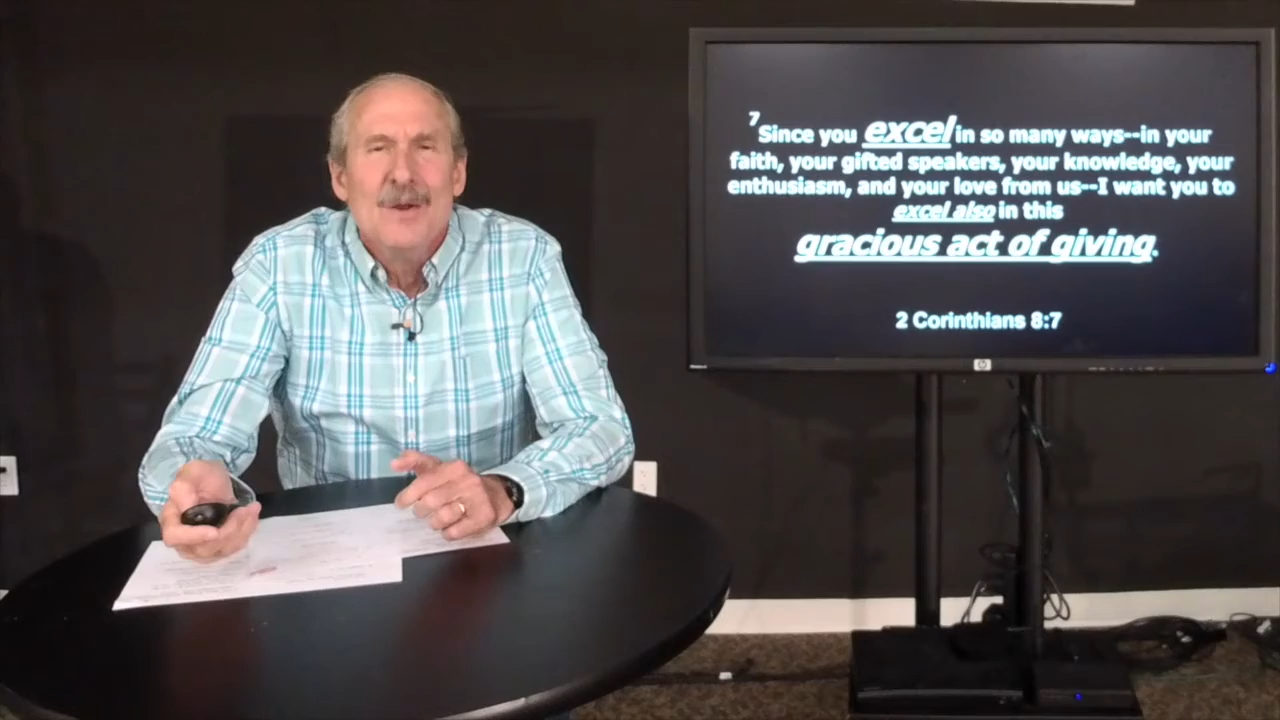 7 Since you excel in so many ways--in your
faith, your gifted speakers, your knowledge, your
enthusiasm, and your love from us--I want you to
excel also in this
gracious act of giving.
2 Corinthians 8:7
hp